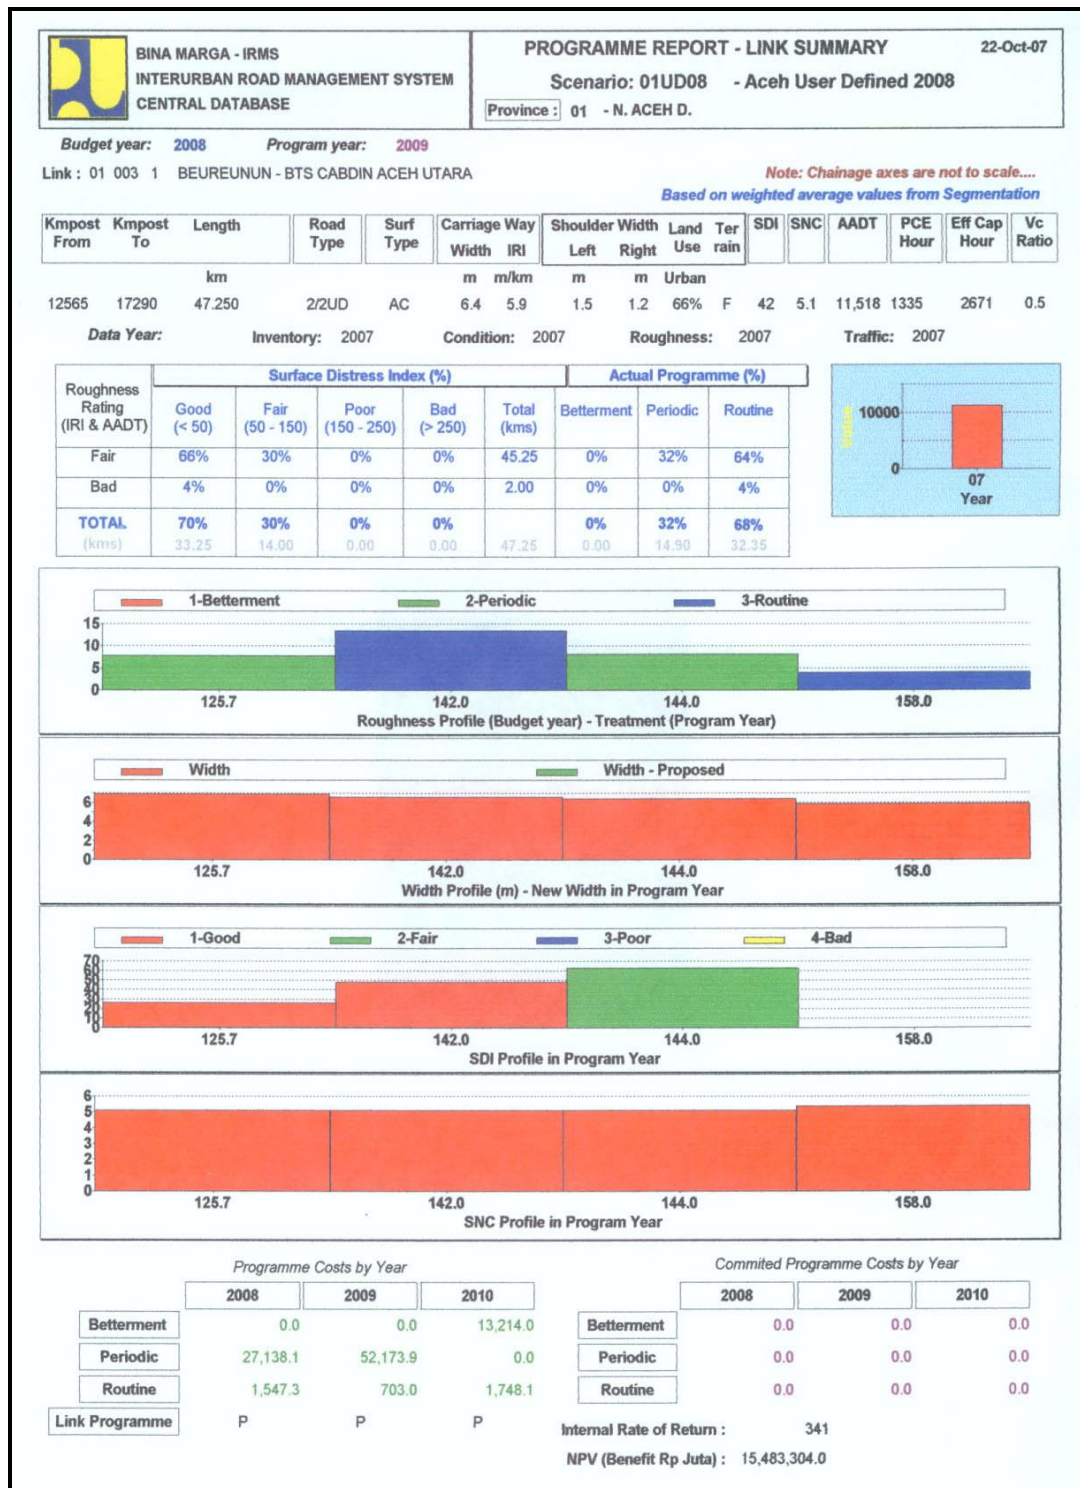 BINA MARGA - IRMS
INTERURBAN ROAD MANAGEMENT SYSTEM
CENTRAL DATABASE
PROGRAMME REPORT - LINK SUMMARY 22-Oct-07
Scenario: 01UD08 - Aceh User Defined 2008
Province : 01 - N. ACEH D.
Budget year: 2008 Program year: 2009
Link : 01 003 1 BEUREUNUN - BTS CABDIN ACEH UTARA
Note: Chainage axes are not to scale....
Based on weighted average values from Segmentation
Kmpost Kmpost Length Road Surf Carriage Way Shoulder Width Land Ter SDI SNC AADT PCE Eff Cap Vc
From To Type Type Width IRI Left Right Use rain Hour Hour Ratio
km m m/km m m Urban
12565 17290 47.250 2/2UD AC 6.4 5.9 1.5 1.2 66% F 42 5.1 11,518 1335 2671 0.5
Data Year: Inventory: 2007 Condition: 2007 Roughness: 2007 Traffic: 2007
Roughness Rating (IRI & AADT) Surface Distress Index (%) Actual Programme (%)
Good Fair Poor Bad Total Betterment Periodic Routine
(< 50) (50 - 150) (150 - 250) (> 250) (kms)
Fair 66% 30% 0% 0% 45.25 0% 32% 64%
Bad 4% 0% 0% 0% 2.00 0% 0% 4%
TOTAL 70% 30% 0% 0% 0% 32% 68%
(kms) 33.25 14.00 0.00 0.00 47.25 0.00 14.90 32.35
Value
10000
0
07
Year
1-Betterment 2-Periodic 3-Routine
15
10
5
0
125.7 142.0 144.0 158.0
Roughness Profile (Budget year) - Treatment (Program Year)
Width Width - Proposed
6
4
2
0
125.7 142.0 144.0 158.0
Width Profile (m) - New Width in Program Year
1-Good 2-Fair 3-Poor 4-Bad
70
60
50
40
30
20
10
0
125.7 142.0 144.0 158.0
SDI Profile in Program Year
6
5
4
3
2
1
0
125.7 142.0 144.0 158.0
SNC Profile in Program Year
Programme Costs by Year
2008 2009 2010
Betterment 0.0 0.0 13,214.0
Periodic 27,138.1 52,173.9 0.0
Routine 1,547.3 703.0 1,748.1
Link Programme P P P
Commited Programme Costs by Year
2008 2009 2010
Betterment 0.0 0.0 0.0
Periodic 0.0 0.0 0.0
Routine 0.0 0.0 0.0
Internal Rate of Return : 341
NPV (Benefit Rp Juta) : 15,483,304.0